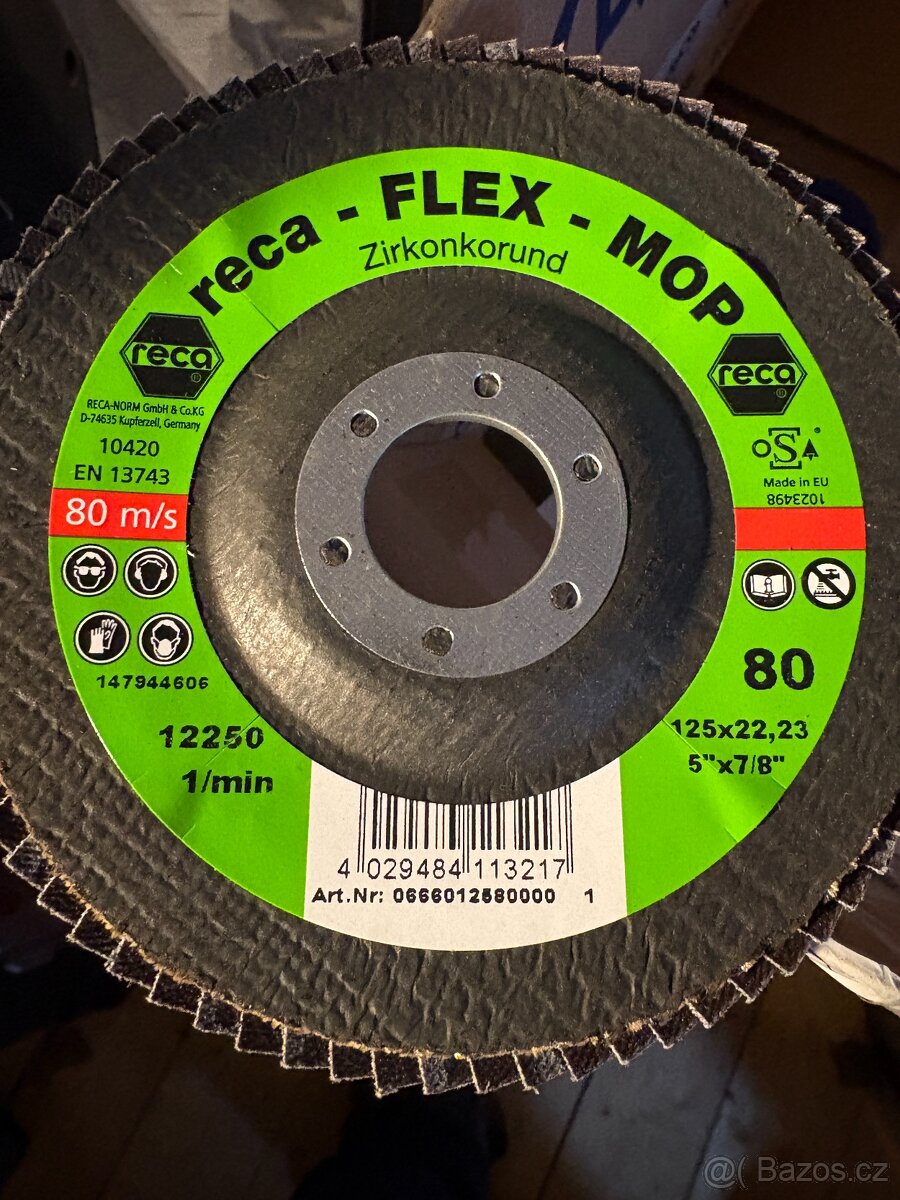 reca - FLEX - MOP
Zirkonkorund
reca
®
RECA-NORM GmbH & Co.KG
D-74635 Kupferzell, Germany
10420
EN 13743
80 m/s
147944606
12250
1/min
reca
®
OSA®
Made in EU
1023498
80
125x22,23
5"x7/8"
4 029484 113217
Art.Nr: 0666012580000 1
@( Bazos.cz